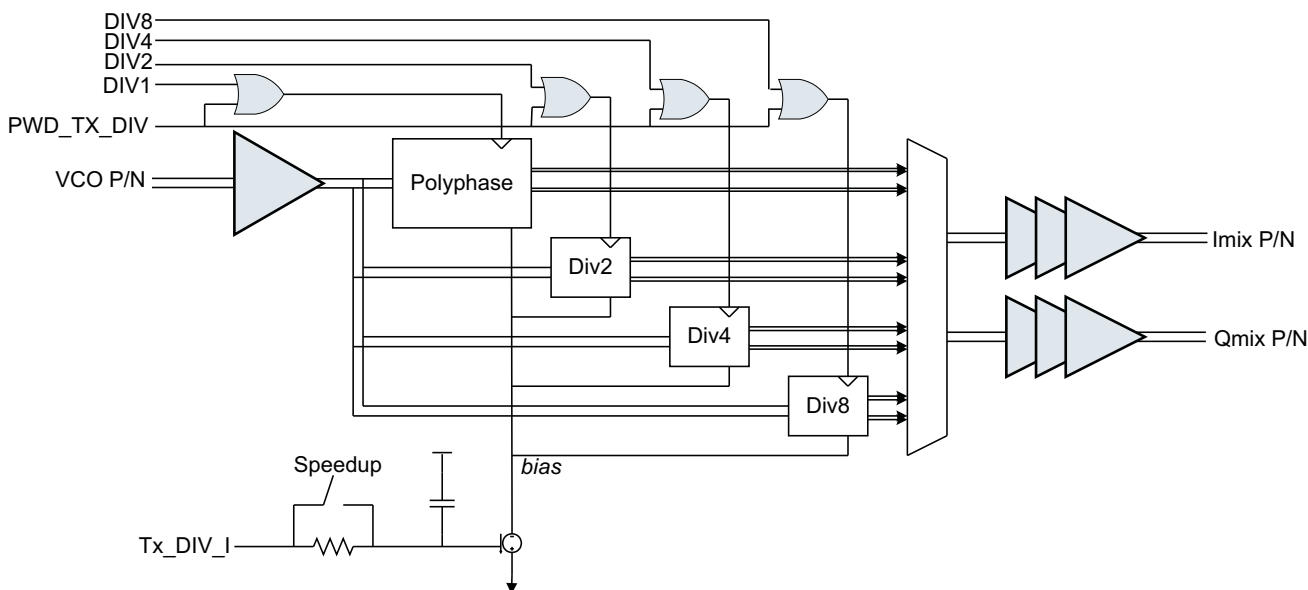 DIV8
DIV4
DIV2
DIV1
PWD_TX_DIV
VCO P/N
Polyphase
Div2
Div4
Div8
Imix P/N
Qmix P/N
bias
Speedup
Tx_DIV_I